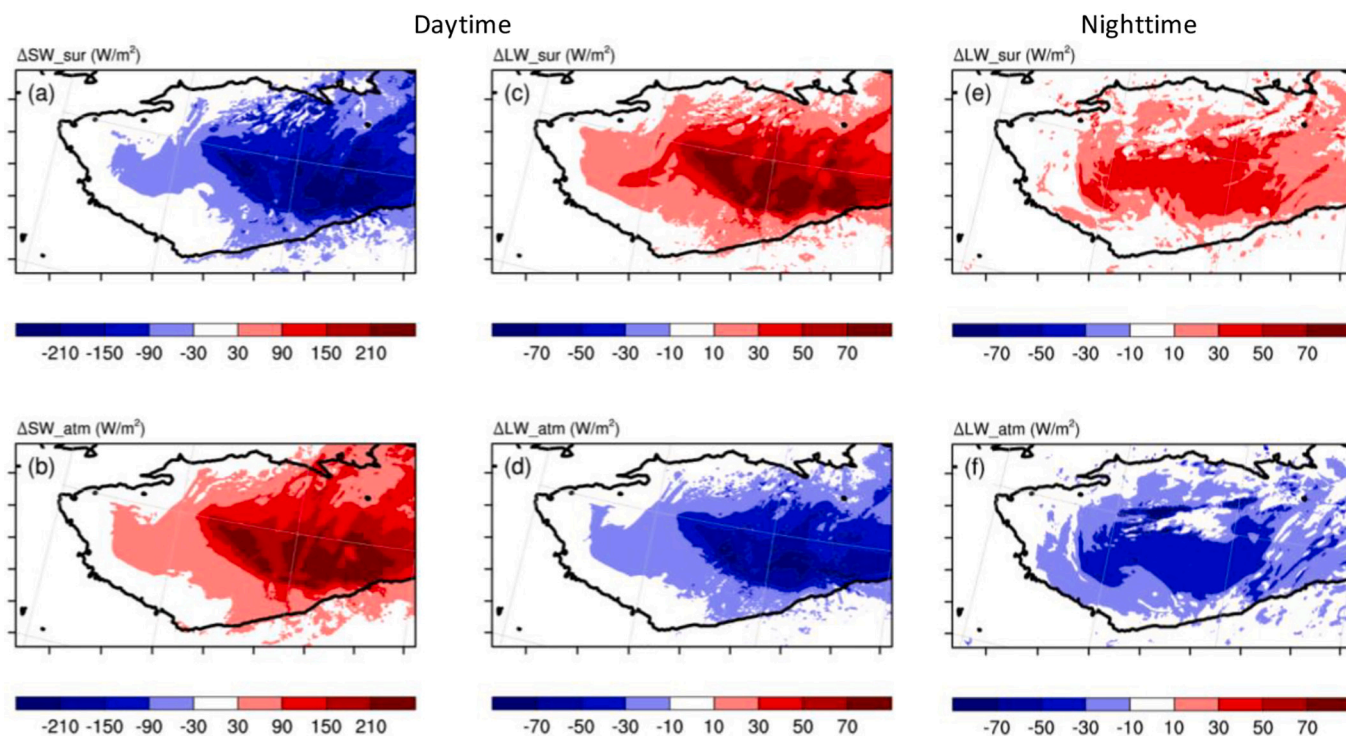 Daytime
Nighttime
ΔSW_sur (W/m²)
ΔLW_sur (W/m²)
ΔLW_sur (W/m²)
(a)
(c)
(e)
-210 -150 -90 -30 30 90 150 210
-70 -50 -30 -10 10 30 50 70
-70 -50 -30 -10 10 30 50 70
ΔSW_atm (W/m²)
ΔLW_atm (W/m²)
ΔLW_atm (W/m²)
(b)
(d)
(f)
-210 -150 -90 -30 30 90 150 210
-70 -50 -30 -10 10 30 50 70
-70 -50 -30 -10 10 30 50 70